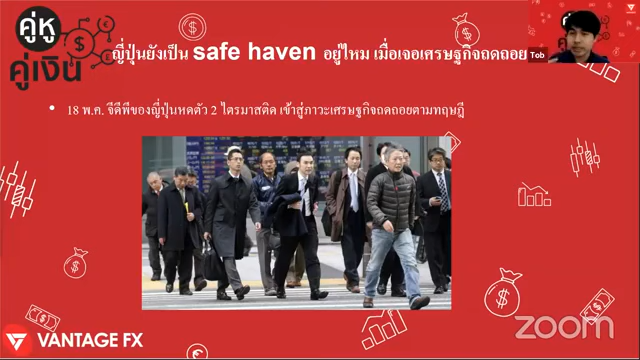 คู่หู
คู่เงิน
ญี่ปุ่นยังเป็น safe haven อยู่ไหม เมื่อเจอเศรษฐกิจถดถอย
Tob
VANTAGE FX
• 18 พ.ค. จีดีพีของญี่ปุ่นหดตัว 2 ไตรมาสติด เข้าสู่ภาวะเศรษฐกิจถดถอยตามทฤษฎี
VANTAGE FX
zoom